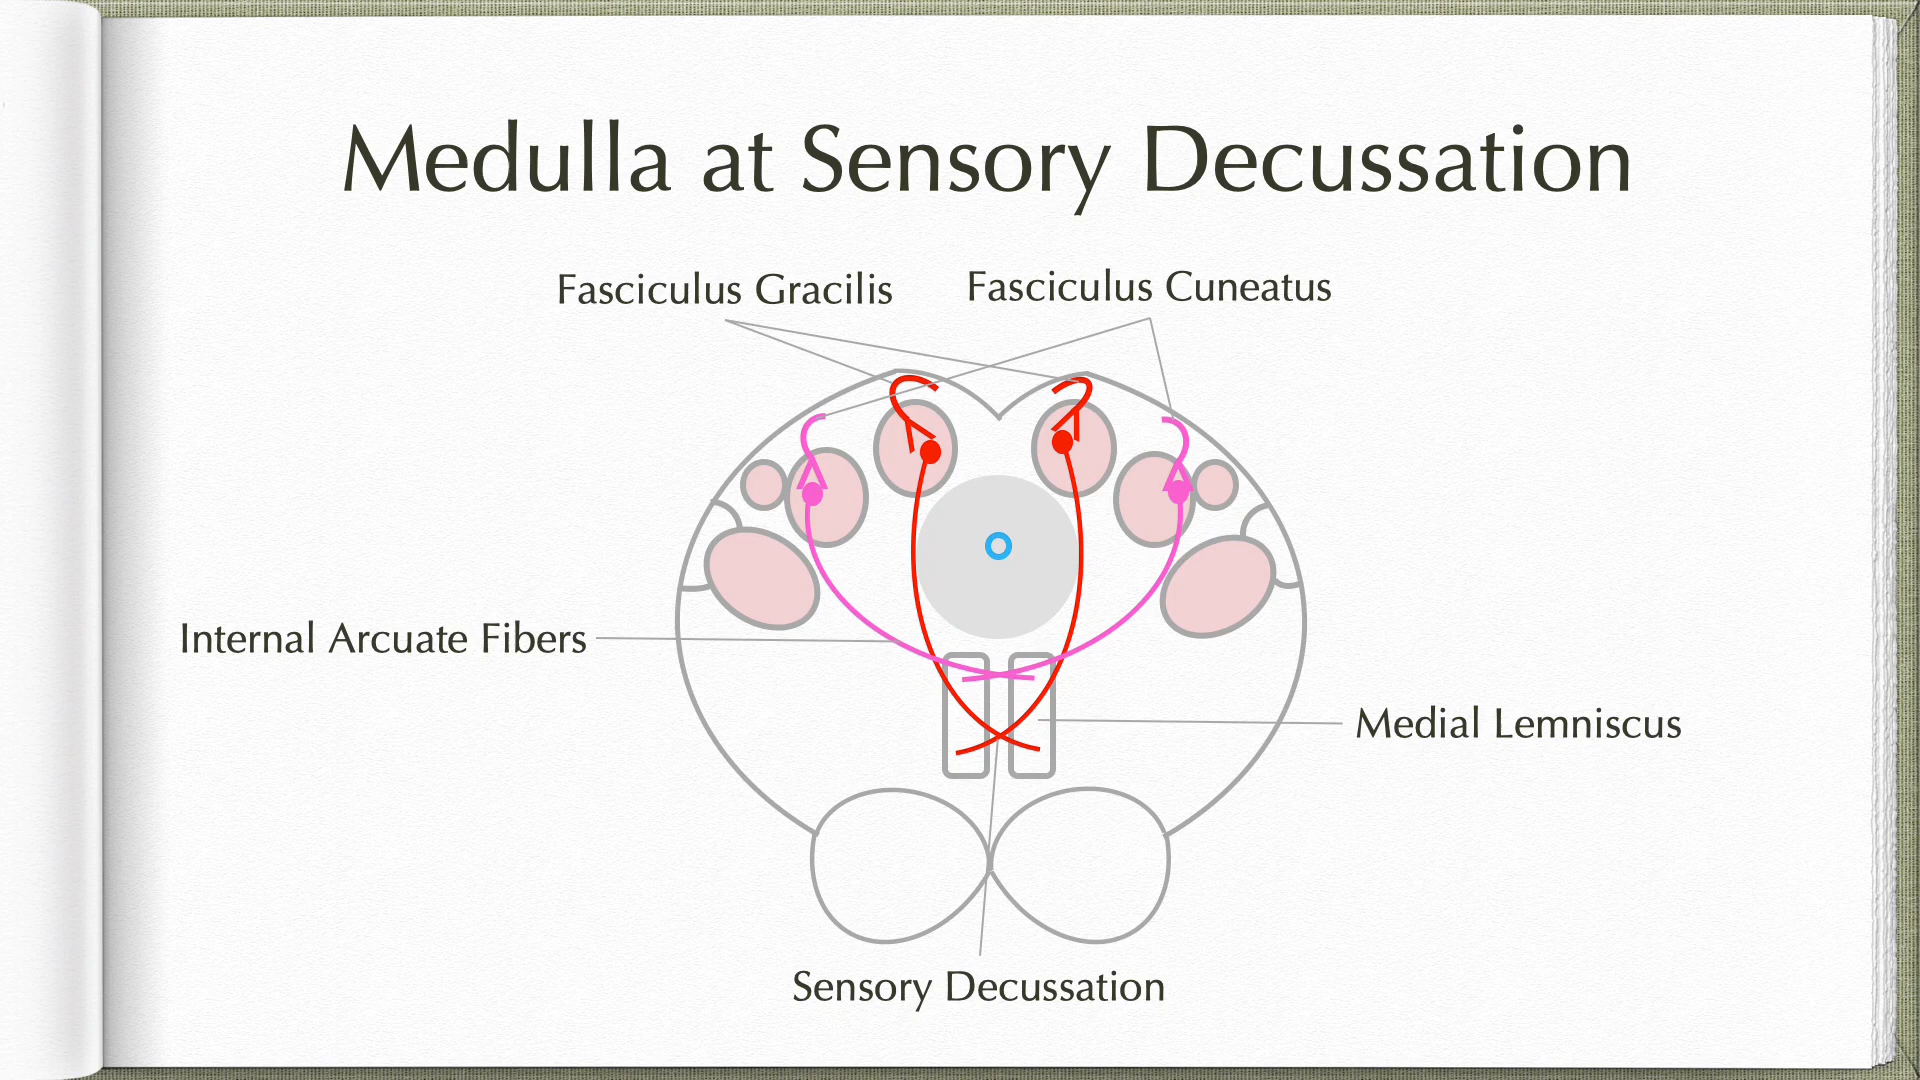 Medulla at Sensory Decussation
Fasciculus Gracilis
Fasciculus Cuneatus
Internal Arcuate Fibers
Medial Lemniscus
Sensory Decussation